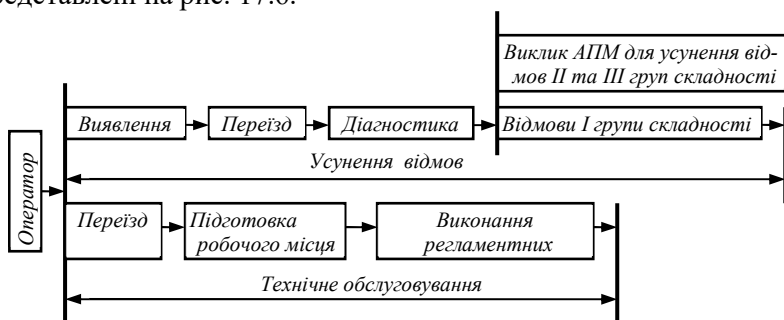 редставлені на рис. 17.6.
Виклик АПМ для усунення від-
мов II та III груп складності
Виявлення
Переїзд
Діагностика
Відмови I групи складності
Усунення відмов
Оператор
Переїзд
Підготовка
робочого місця
Виконання
регламентних
Технічне обслуговування